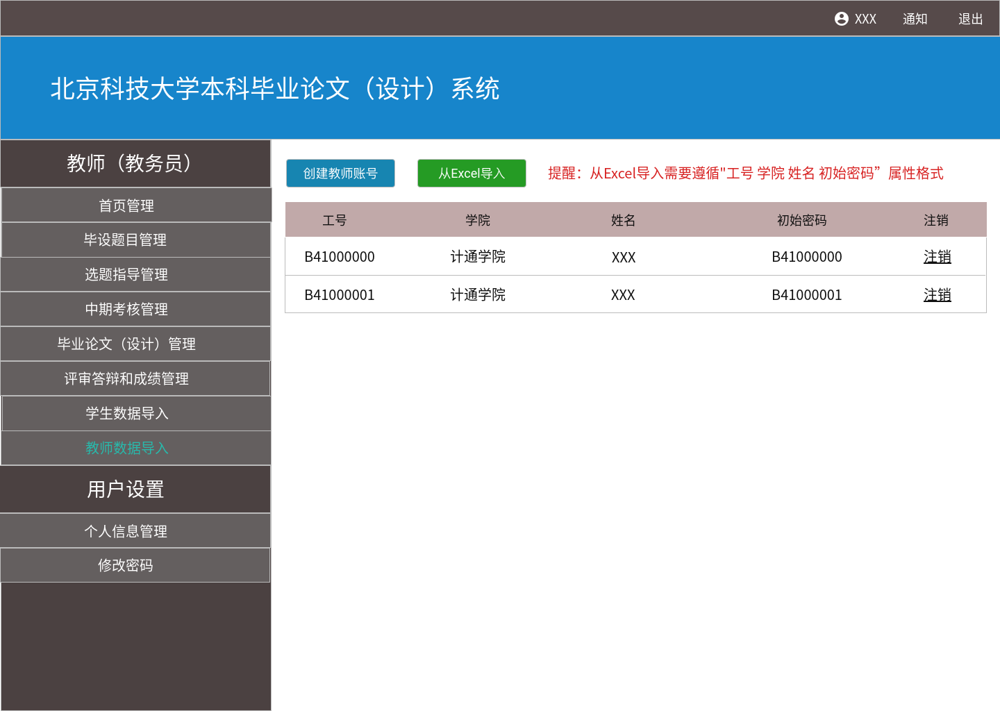 XXX 通知 退出
北京科技大学本科毕业论文（设计）系统
教师（教务员）
首页管理
毕设题目管理
选题指导管理
中期考核管理
毕业论文（设计）管理
评审答辩和成绩管理
学生数据导入
教师数据导入
用户设置
个人信息管理
修改密码
创建教师账号 从Excel导入 提醒：从Excel导入需要遵循"工号 学院 姓名 初始密码”属性格式
工号 学院 姓名 初始密码 注销
B41000000 计通学院 XXX B41000000 注销
B41000001 计通学院 XXX B41000001 注销